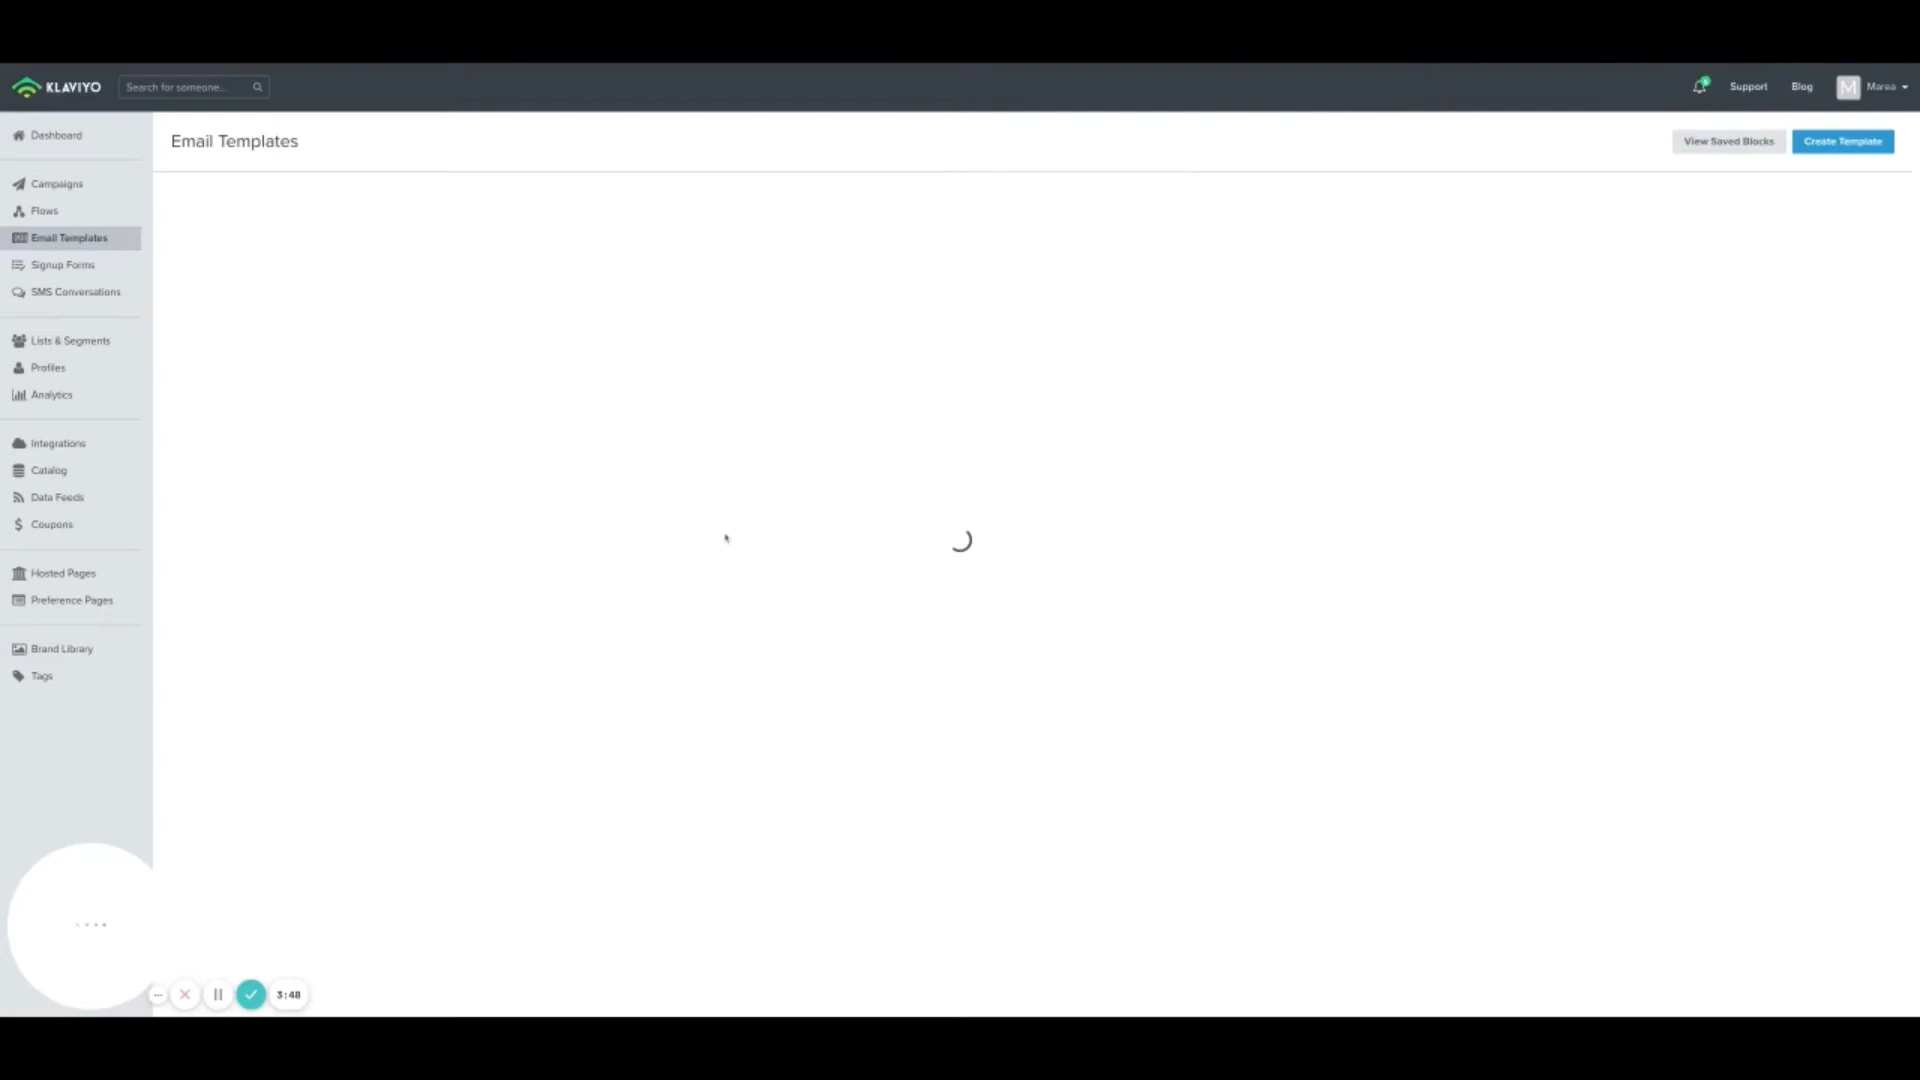 KLAVIYO
Search for someone...
Support
Blog
M
Marea
Dashboard
Campaigns
Flows
Email Templates
Signup Forms
SMS Conversations
Lists & Segments
Profiles
Analytics
Integrations
Catalog
Data Feeds
Coupons
Hosted Pages
Preference Pages
Brand Library
Tags
Email Templates
View Saved Blocks
Create Template
3:48